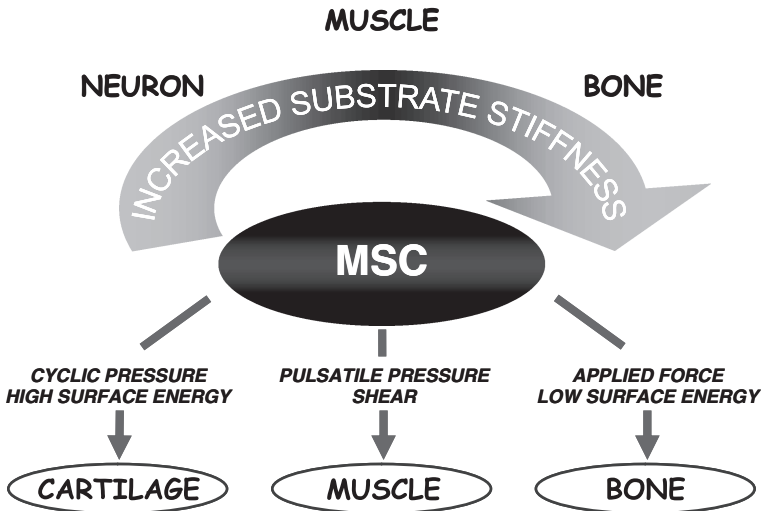 MUSCLE
NEURON
BONE
INCREASED SUBSTRATE STIFFNESS
MSC
CYCLIC PRESSURE
HIGH SURFACE ENERGY
PULSATILE PRESSURE
SHEAR
APPLIED FORCE
LOW SURFACE ENERGY
CARTILAGE
MUSCLE
BONE